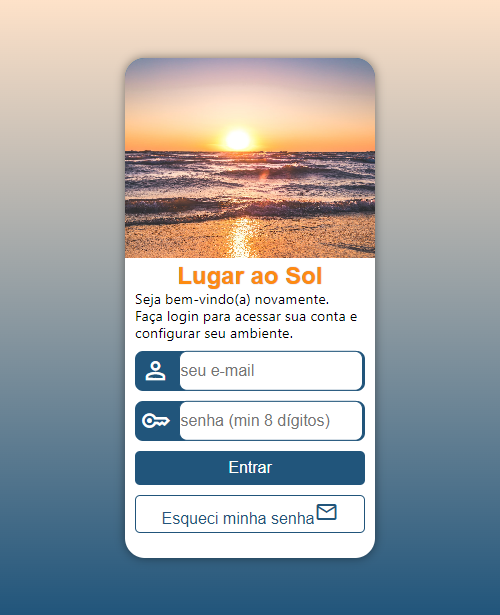 Lugar ao Sol
Seja bem-vindo(a) novamente.
Faça login para acessar sua conta e
configurar seu ambiente.
seu e-mail
senha (min 8 dígitos)
Entrar
Esqueci minha senha